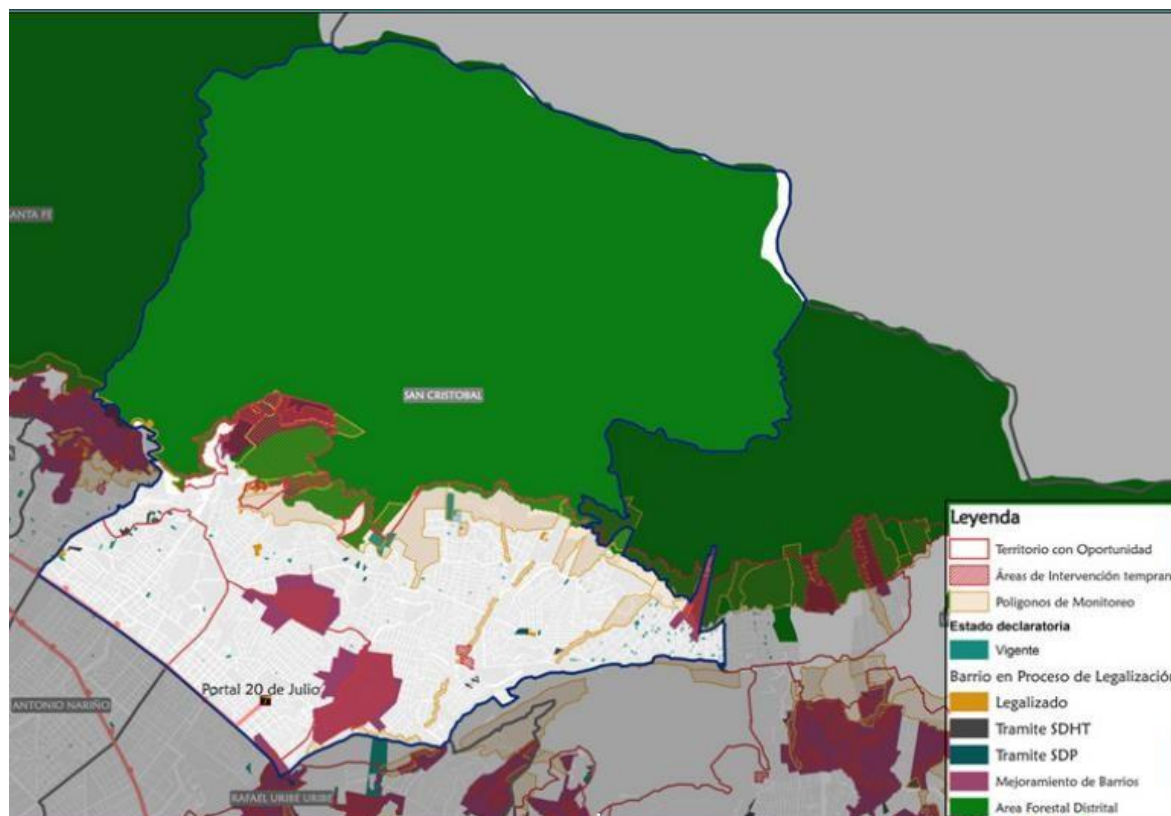 ANTA FE
SAN CRISTOBAL
Portal 20 de Julio
ANTONIO NARIÑO
RAFAEL URIBE URIBE
Leyenda
Territorio con Oportunidad
Áreas de Intervención tempran
Polígonos de Monitoreo
Estado declaratoria
Vigente
Barrio en Proceso de Legalización
Legalizado
Tramite SDHT
Tramite SDP
Mejoramiento de Barrios
Area Forestal Distrital